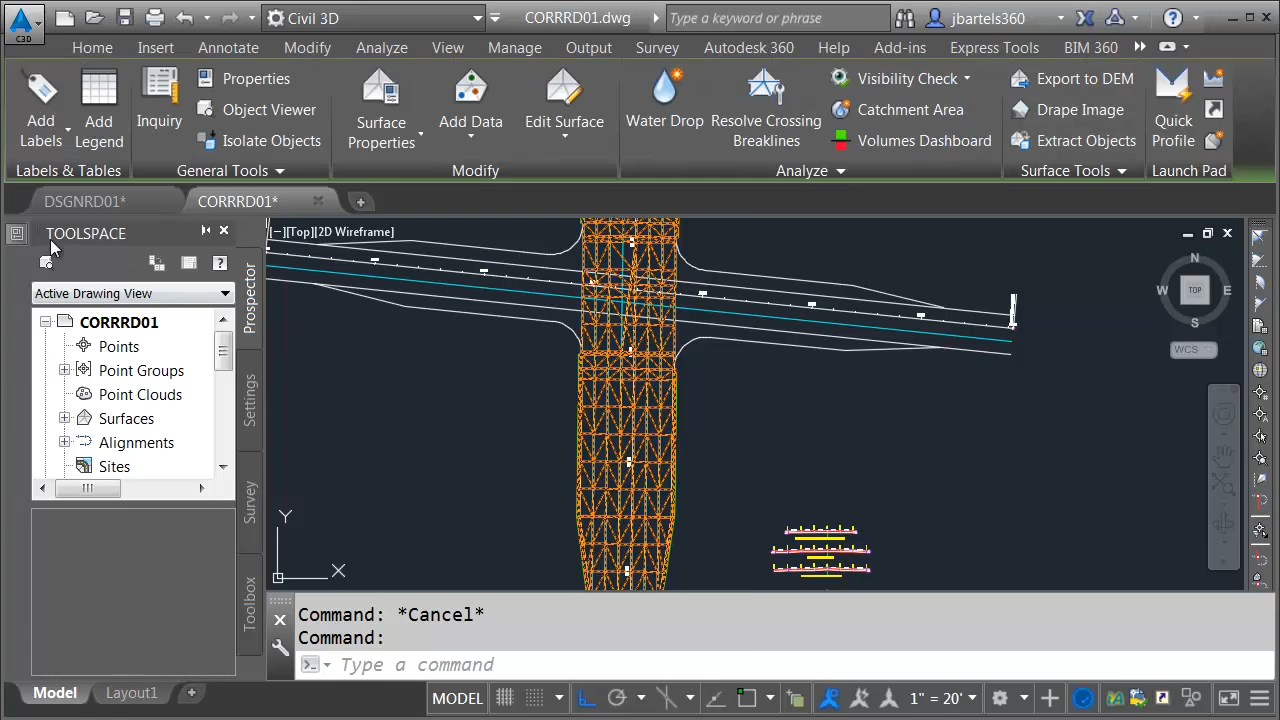 C3D
Civil 3D
CORRRD01.dwg
Type a keyword or phrase
jbartels360
Home Insert Annotate Modify Analyze View Manage Output Survey Autodesk 360 Help Add-ins Express Tools BIM 360
Add Labels
Add Legend
Inquiry
Properties
Object Viewer
Isolate Objects
Surface Properties
Add Data
Edit Surface
Water Drop
Resolve Crossing Breaklines
Visibility Check
Catchment Area
Volumes Dashboard
Export to DEM
Drape Image
Extract Objects
Quick Profile
Labels & Tables
General Tools
Modify
Analyze
Surface Tools
Launch Pad
DSGNRD01*
CORRRD01*
TOOLSPACE
[−][Top][2D Wireframe]
Active Drawing View
CORRRD01
Points
Point Groups
Point Clouds
Surfaces
Alignments
Sites
Prospector
Settings
Survey
Toolbox
N
W
TOP
E
S
WCS
Y
X
Command: *Cancel*
Command:
Type a command
Model
Layout1
MODEL
1" = 20'